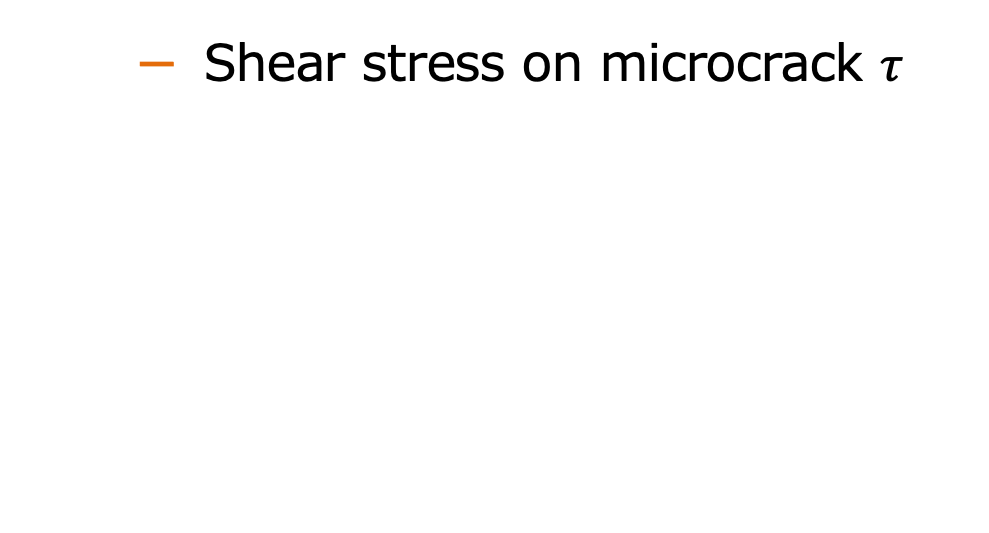 – Shear stress on microcrack τ